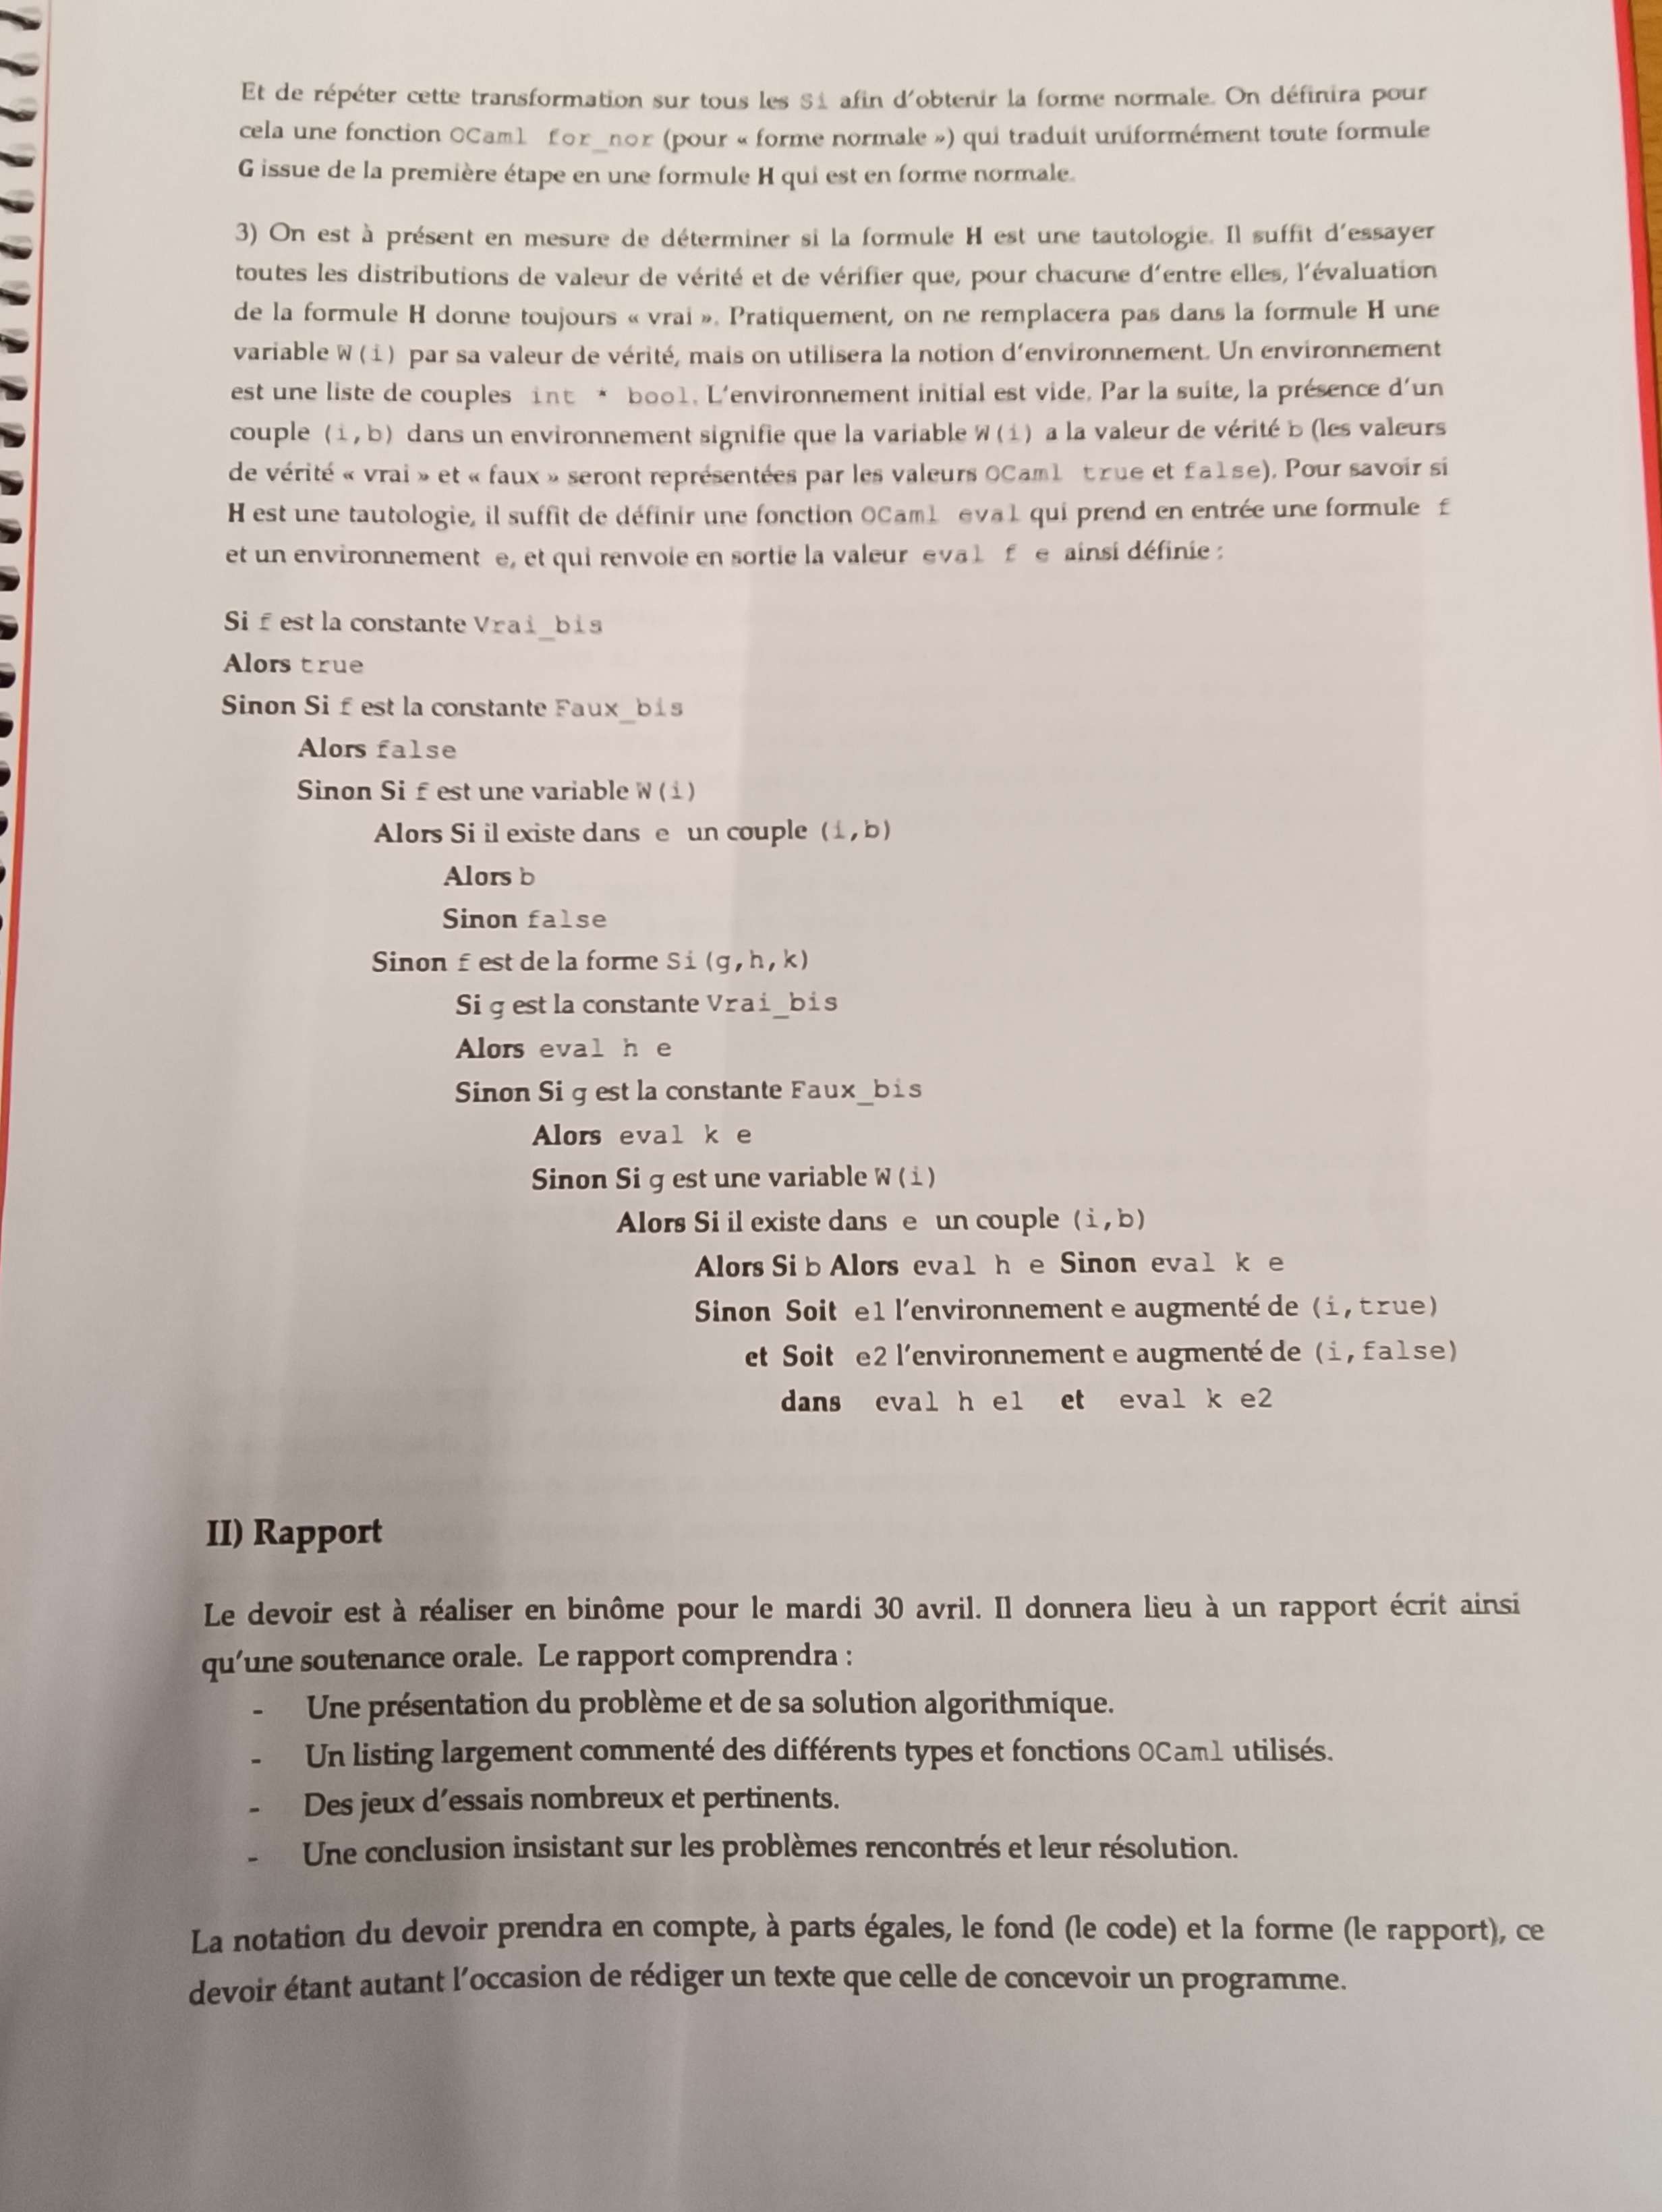 Et de répéter cette transformation sur tous les Si afin d'obtenir la forme normale. On définira pour
cela une fonction OCaml for_nor (pour « forme normale ») qui traduit uniformément toute formule
G issue de la première étape en une formule H qui est en forme normale.
3) On est à présent en mesure de déterminer si la formule H est une tautologie. Il suffit d'essayer
toutes les distributions de valeur de vérité et de vérifier que, pour chacune d'entre elles, l'évaluation
de la formule H donne toujours « vrai ». Pratiquement, on ne remplacera pas dans la formule H une
variable W(i) par sa valeur de vérité, mais on utilisera la notion d'environnement. Un environnement
est une liste de couples int * bool. L'environnement initial est vide. Par la suite, la présence d'un
couple (i,b) dans un environnement signifie que la variable W(i) a la valeur de vérité b (les valeurs
de vérité « vrai » et « faux » seront représentées par les valeurs OCaml true et false). Pour savoir si
H est une tautologie, il suffit de définir une fonction OCaml eval qui prend en entrée une formule f
et un environnement e, et qui renvoie en sortie la valeur eval f e ainsi définie :
Si f est la constante Vrai_bis
Alors true
Sinon Si f est la constante Faux_bis
Alors false
Sinon Si f est une variable W(i)
Alors Si il existe dans e un couple (i,b)
Alors b
Sinon false
Sinon f est de la forme Si(g,h,k)
Si g est la constante Vrai_bis
Alors eval h e
Sinon Si g est la constante Faux_bis
Alors eval k e
Sinon Si g est une variable W(i)
Alors Si il existe dans e un couple (i,b)
Alors Si b Alors eval h e Sinon eval k e
Sinon Soit e1 l'environnement e augmenté de (i,true)
et Soit e2 l'environnement e augmenté de (i,false)
dans eval h e1 et eval k e2
II) Rapport
Le devoir est à réaliser en binôme pour le mardi 30 avril. Il donnera lieu à un rapport écrit ainsi
qu'une soutenance orale. Le rapport comprendra :
- Une présentation du problème et de sa solution algorithmique.
- Un listing largement commenté des différents types et fonctions OCaml utilisés.
- Des jeux d'essais nombreux et pertinents.
- Une conclusion insistant sur les problèmes rencontrés et leur résolution.
La notation du devoir prendra en compte, à parts égales, le fond (le code) et la forme (le rapport), ce
devoir étant autant l'occasion de rédiger un texte que celle de concevoir un programme.